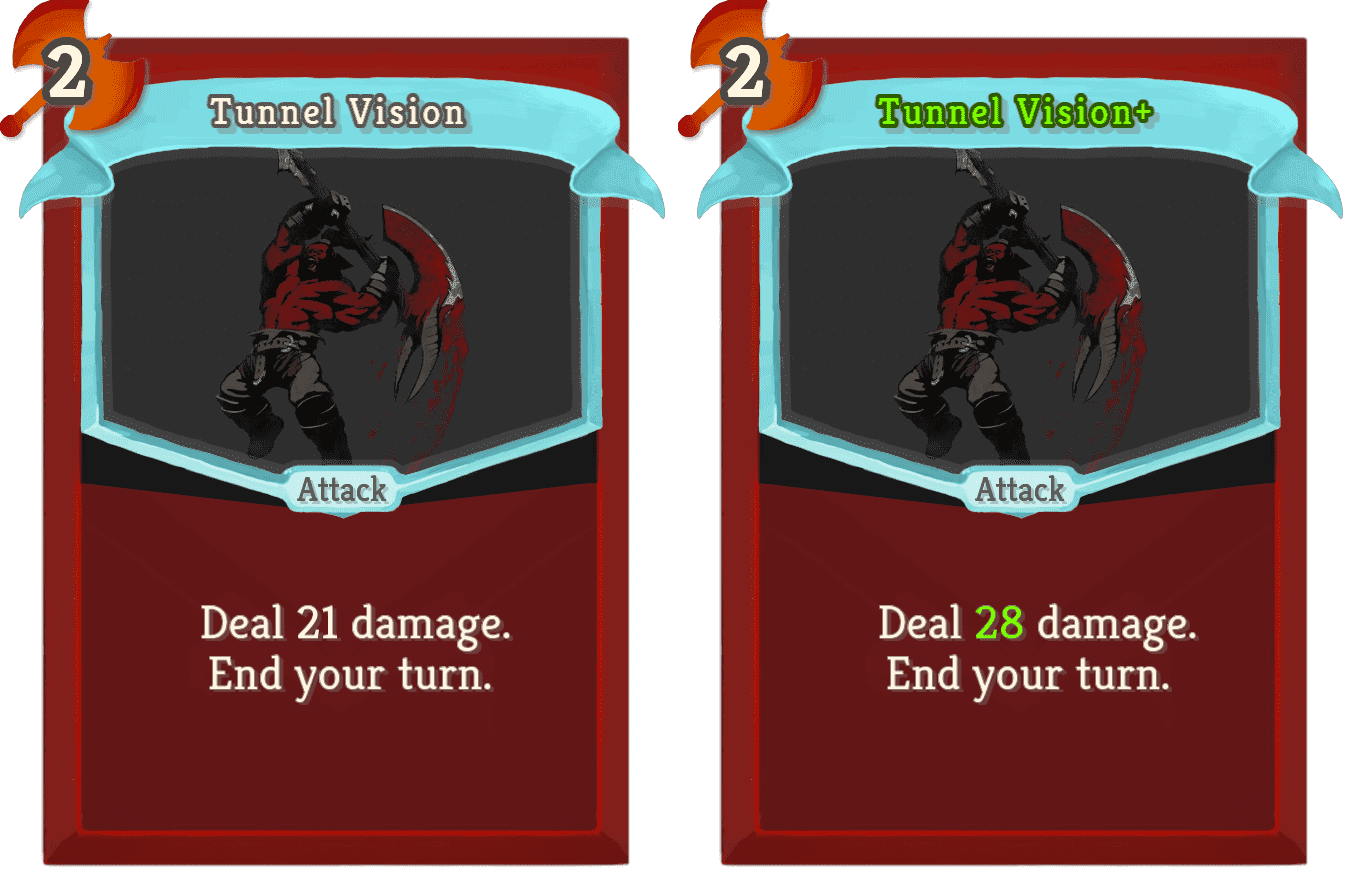 2
Tunnel Vision
Attack
Deal 21 damage.
End your turn.
2
Tunnel Vision+
Attack
Deal 28 damage.
End your turn.